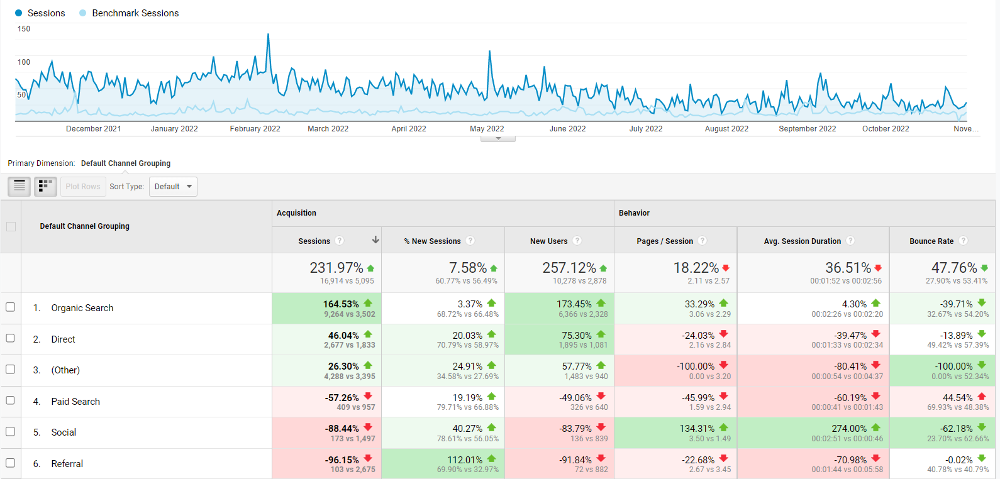 Sessions Benchmark Sessions
150
100
50
December 2021 January 2022 February 2022 March 2022 April 2022 May 2022 June 2022 July 2022 August 2022 September 2022 October 2022 Nove...
Primary Dimension: Default Channel Grouping
Plot Rows Sort Type: Default
Acquisition Behavior
Default Channel Grouping
Sessions ? % New Sessions ? New Users ? Pages / Session ? Avg. Session Duration ? Bounce Rate ?
231.97% 7.58% 257.12% 18.22% 36.51% 47.76%
16,914 vs 5,095 60.77% vs 56.49% 10,278 vs 2,878 2.11 vs 2.57 00:01:52 vs 00:02:56 27.90% vs 53.41%
1. Organic Search 164.53% 3.37% 173.45% 33.29% 4.30% -39.71%
9,264 vs 3,502 68.72% vs 66.48% 6,366 vs 2,328 3.06 vs 2.29 00:02:26 vs 00:02:20 32.67% vs 54.20%
2. Direct 46.04% 20.03% 75.30% -24.03% -39.47% -13.89%
2,677 vs 1,833 70.79% vs 58.97% 1,895 vs 1,081 2.16 vs 2.84 00:01:33 vs 00:02:34 49.42% vs 57.39%
3. (Other) 26.30% 24.91% 57.77% -100.00% -80.41% -100.00%
4,288 vs 3,395 34.58% vs 27.69% 1,483 vs 940 0.00 vs 3.20 00:00:54 vs 00:04:37 0.00% vs 52.34%
4. Paid Search -57.26% 19.19% -49.06% -45.99% -60.19% 44.54%
409 vs 957 79.71% vs 66.88% 326 vs 640 1.59 vs 2.94 00:00:41 vs 00:01:43 69.93% vs 48.38%
5. Social -88.44% 40.27% -83.79% 134.31% 274.00% -62.18%
173 vs 1,497 78.61% vs 56.05% 136 vs 839 3.50 vs 1.49 00:02:51 vs 00:00:46 23.70% vs 62.66%
6. Referral -96.15% 112.01% -91.84% -22.68% -70.98% -0.02%
103 vs 2,675 69.90% vs 32.97% 72 vs 882 2.67 vs 3.45 00:01:44 vs 00:05:58 40.78% vs 40.79%